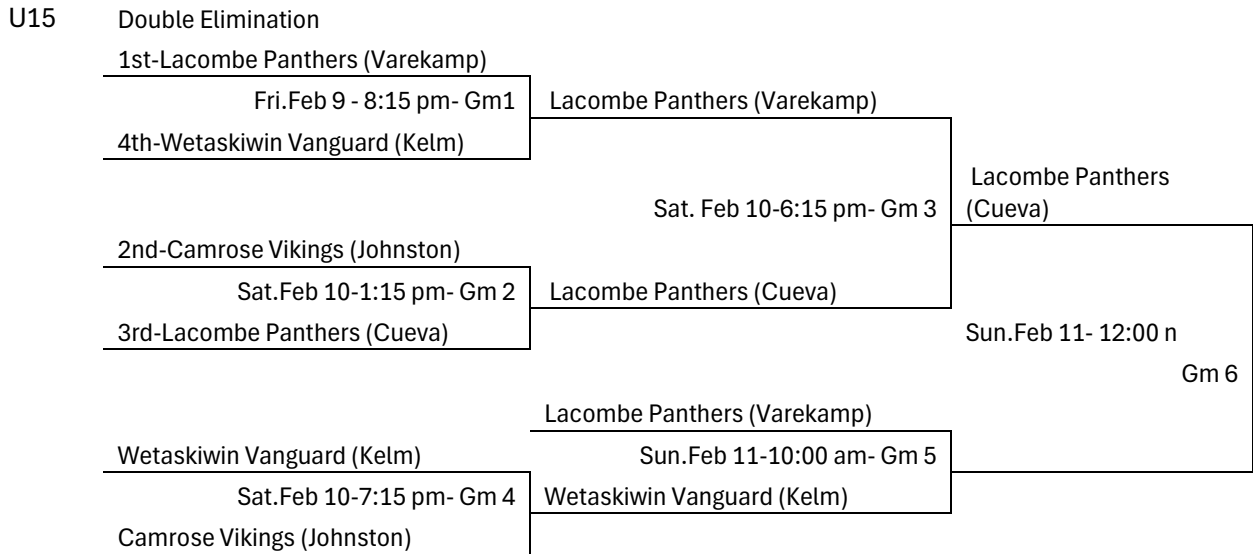 U15 Double Elimination
1st-Lacombe Panthers (Varekamp)
Fri.Feb 9 - 8:15 pm- Gm1
Lacombe Panthers (Varekamp)
4th-Wetaskiwin Vanguard (Kelm)
Lacombe Panthers
(Cueva)
Sat. Feb 10-6:15 pm- Gm 3
2nd-Camrose Vikings (Johnston)
Sat.Feb 10-1:15 pm- Gm 2
Lacombe Panthers (Cueva)
3rd-Lacombe Panthers (Cueva)
Sun.Feb 11- 12:00 n
Gm 6
Lacombe Panthers (Varekamp)
Wetaskiwin Vanguard (Kelm)
Sun.Feb 11-10:00 am- Gm 5
Sat.Feb 10-7:15 pm- Gm 4
Wetaskiwin Vanguard (Kelm)
Camrose Vikings (Johnston)